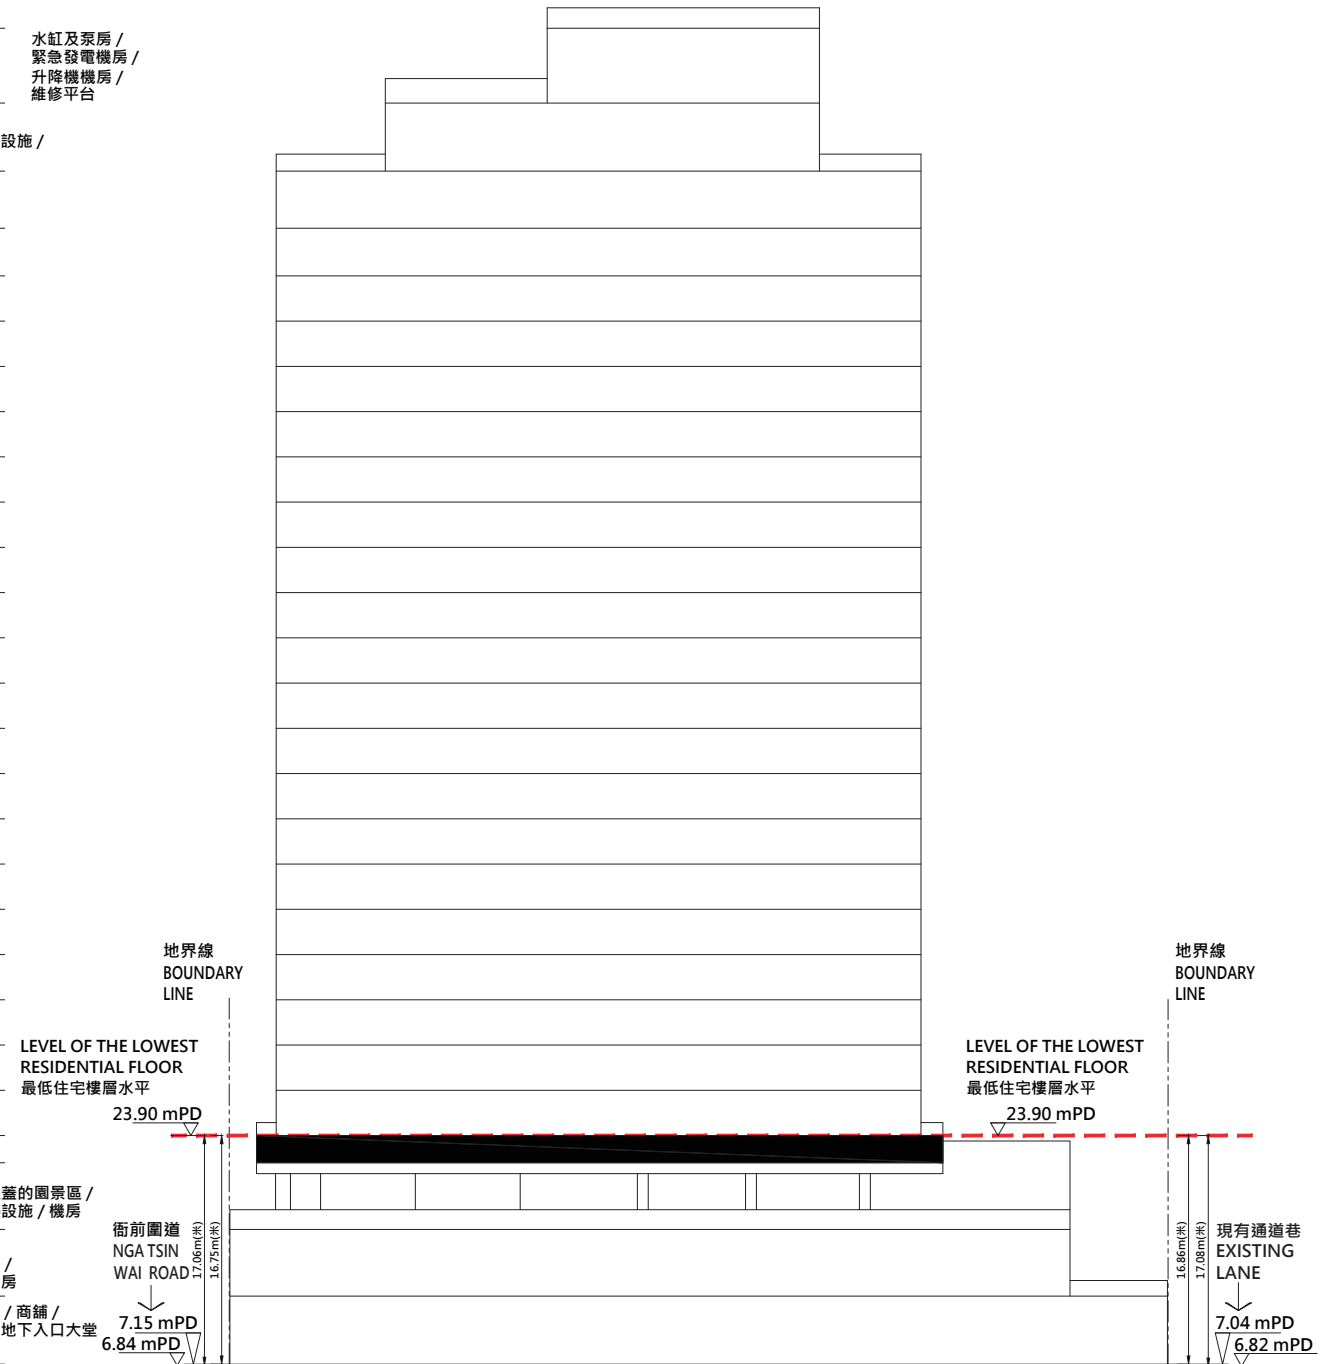 水缸及泵房 /
緊急發電機房 /
升降機機房 /
維修平台
設施 /
地界線
BOUNDARY
LINE
地界線
BOUNDARY
LINE
LEVEL OF THE LOWEST
RESIDENTIAL FLOOR
最低住宅樓層水平
23.90 mPD
LEVEL OF THE LOWEST
RESIDENTIAL FLOOR
最低住宅樓層水平
23.90 mPD
蓋的園景區 /
設施 / 機房
衙前圍道
NGA TSIN
WAI ROAD
17.06m(米)
16.75m(米)
16.86m(米)
17.08m(米)
現有通道巷
EXISTING
LANE
/
房
/ 商舖 /
地下入口大堂
7.15 mPD
6.84 mPD
7.04 mPD
6.82 mPD